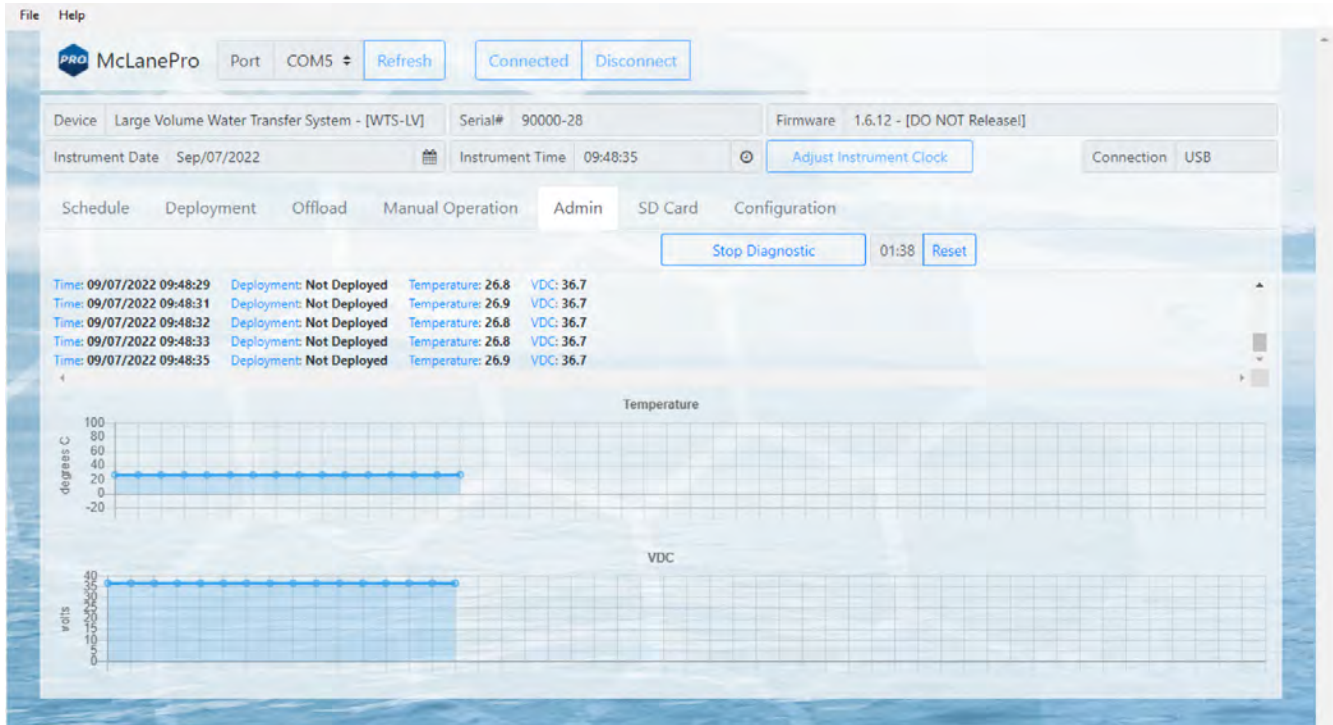 File Help
PRO McLanePro Port COM5 Refresh Connected Disconnect
Device Large Volume Water Transfer System - [WTS-LV] Serial# 90000-28 Firmware 1.6.12 - [DO NOT Release!]
Instrument Date Sep/07/2022 Instrument Time 09:48:35 Adjust Instrument Clock Connection USB
Schedule Deployment Offload Manual Operation Admin SD Card Configuration
Stop Diagnostic 01:38 Reset
Time: 09/07/2022 09:48:29 Deployment: Not Deployed Temperature: 26.8 VDC: 36.7
Time: 09/07/2022 09:48:31 Deployment: Not Deployed Temperature: 26.9 VDC: 36.7
Time: 09/07/2022 09:48:32 Deployment: Not Deployed Temperature: 26.8 VDC: 36.7
Time: 09/07/2022 09:48:33 Deployment: Not Deployed Temperature: 26.8 VDC: 36.7
Time: 09/07/2022 09:48:35 Deployment: Not Deployed Temperature: 26.9 VDC: 36.7
Temperature
degrees C
100
80
60
40
20
0
-20
VDC
volts
40
35
30
25
20
15
10
5
0